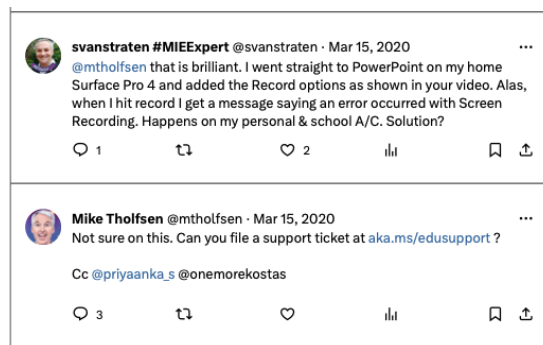 svanstraten #MIEExpert @svanstraten · Mar 15, 2020
@mtholfsen that is brilliant. I went straight to PowerPoint on my home
Surface Pro 4 and added the Record options as shown in your video. Alas,
when I hit record I get a message saying an error occurred with Screen
Recording. Happens on my personal & school A/C. Solution?
1 2
Mike Tholfsen @mtholfsen · Mar 15, 2020
Not sure on this. Can you file a support ticket at aka.ms/edusupport ?
Cc @priyaanka_s @onemorekostas
3